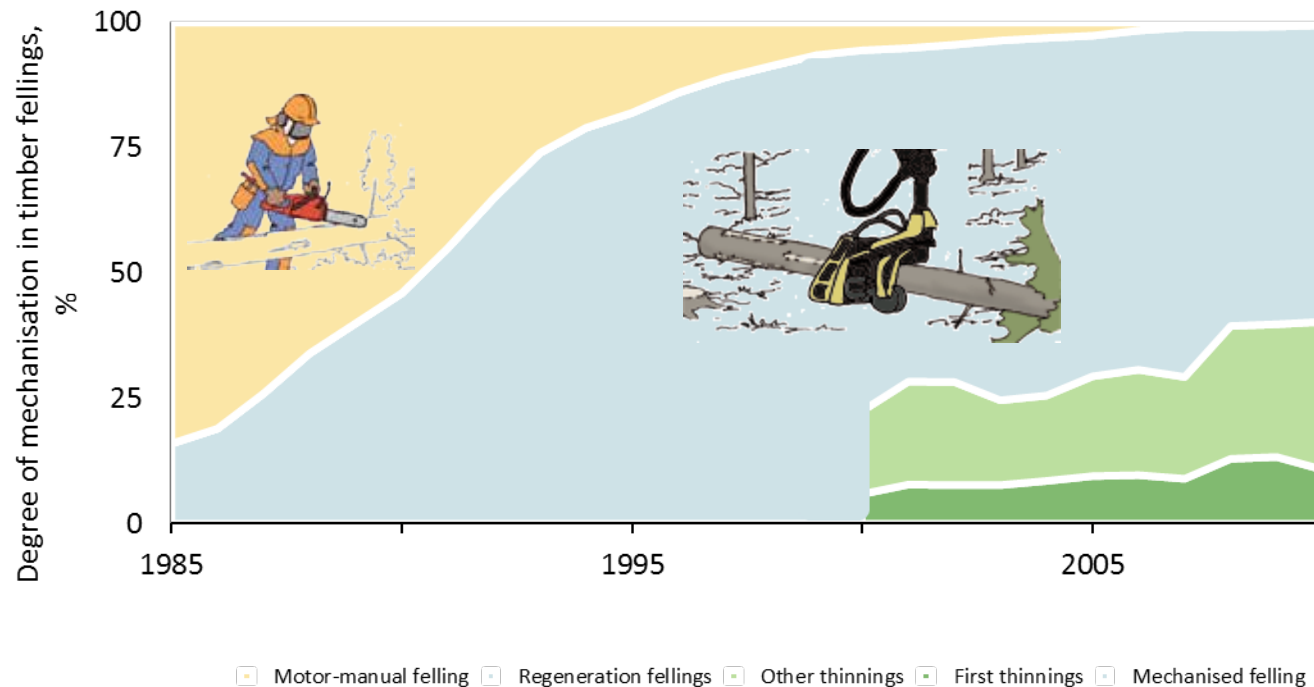 Degree of mechanisation in timber fellings,
%
100
75
50
25
0
1985
1995
2005
Motor-manual felling
Regeneration fellings
Other thinnings
First thinnings
Mechanised felling